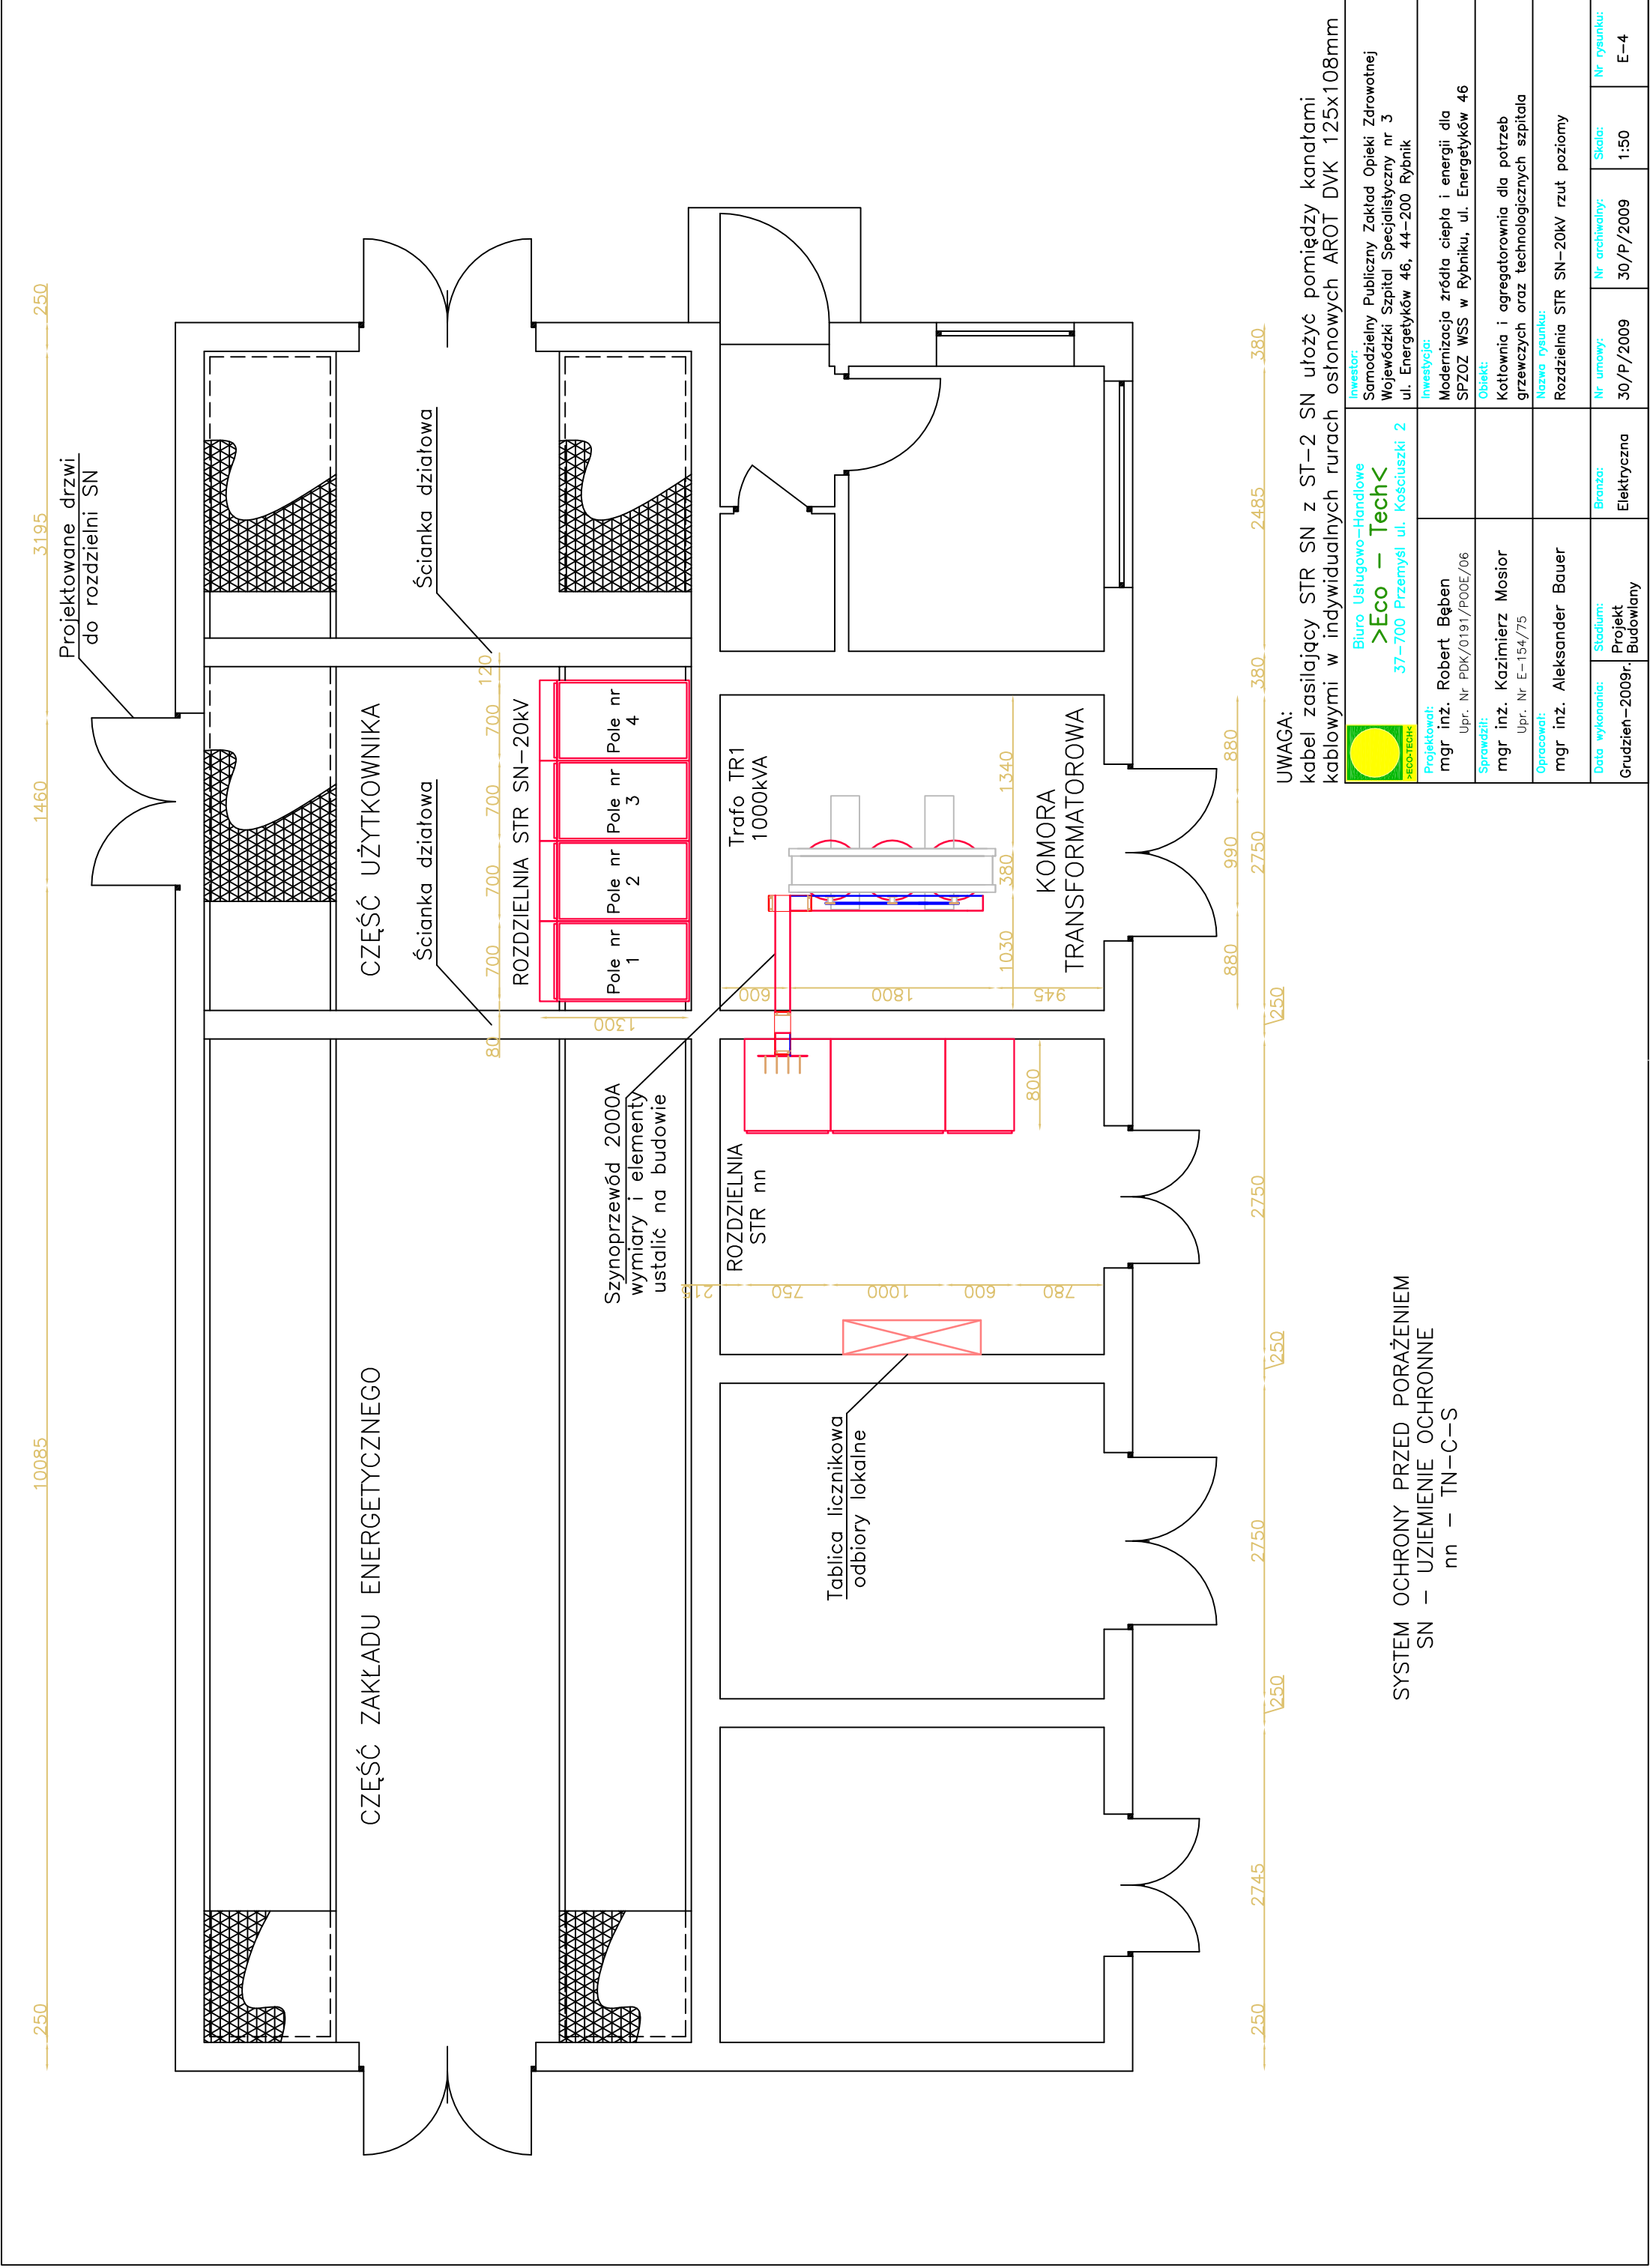 250
10085
1460
3195
250
Projektowane drzwi
do rozdzielni SN
CZĘŚĆ ZAKŁADU ENERGETYCZNEGO
CZĘŚĆ UŻYTKOWNIKA
Ścianka działowa
Ścianka działowa
80
700
700
700
700
120
ROZDZIELNIA STR SN-20kV
1300
Pole nr
1
Pole nr
2
Pole nr
3
Pole nr
4
Szynoprzewód 2000A
wymiary i elementy
ustalić na budowie
215
750
1000
600
780
ROZDZIELNIA
STR nn
800
600
1800
945
Trafo TR1
1000kVA
1030
380
1340
KOMORA
TRANSFORMATOROWA
Tablica licznikowa
odbiory lokalne
880
990
880
250
2745
2750
2750
2750
380
2485
380
250
250
250
UWAGA:
kabel zasilający STR SN z ST-2 SN ułożyć pomiędzy kanałami
kablowymi w indywidualnych rurach osłonowych AROT DVK 125x108mm
SYSTEM OCHRONY PRZED PORAŻENIEM
SN - UZIEMIENIE OCHRONNE
nn - TN-C-S
>ECO-TECH<
Biuro Usługowo-Handlowe
>Eco - Tech<
37-700 Przemyśl ul. Kościuszki 2
Inwestor:
Samodzielny Publiczny Zakład Opieki Zdrowotnej
Wojewódzki Szpital Specjalistyczny nr 3
ul. Energetyków 46, 44-200 Rybnik
Projektował:
mgr inż. Robert Bęben
Upr. Nr PDK/0191/POOE/06
Inwestycja:
Modernizacja źródła ciepła i energii dla
SPZOZ WSS w Rybniku, ul. Energetyków 46
Sprawdził:
mgr inż. Kazimierz Mosior
Upr. Nr E-154/75
Obiekt:
Kotłownia i agregatorownia dla potrzeb
grzewczych oraz technologicznych szpitala
Opracował:
mgr inż. Aleksander Bauer
Nazwa rysunku:
Rozdzielnia STR SN-20kV rzut poziomy
Data wykonania:
Grudzień-2009r.
Stadium:
Projekt
Budowlany
Branża:
Elektryczna
Nr umowy:
30/P/2009
Nr archiwalny:
30/P/2009
Skala:
1:50
Nr rysunku:
E-4